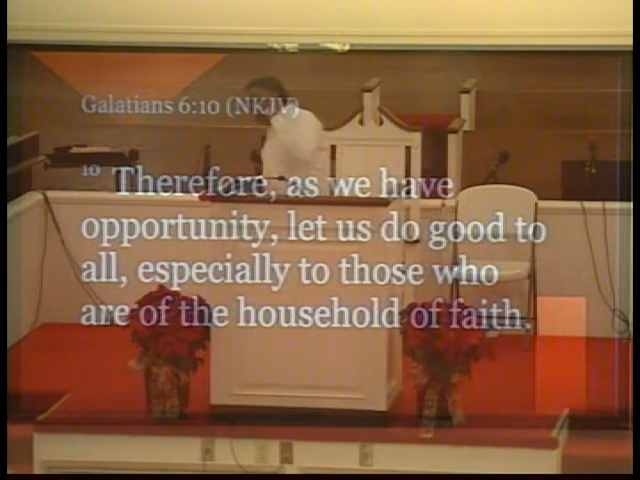 Galatians 6:10 (NKJV)
10 Therefore, as we have
opportunity, let us do good to
all, especially to those who
are of the household of faith.